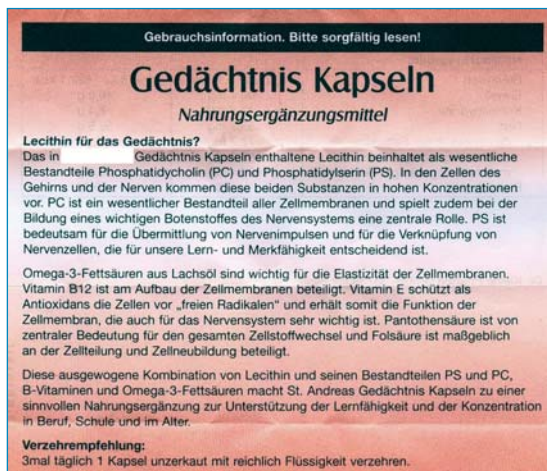 Gebrauchsinformation. Bitte sorgfältig lesen!
Gedächtnis Kapseln
Nahrungsergänzungsmittel
Lecithin für das Gedächtnis?
Das in Gedächtnis Kapseln enthaltene Lecithin beinhaltet als wesentliche
Bestandteile Phosphatidycholin (PC) und Phosphatidylserin (PS). In den Zellen des
Gehirns und der Nerven kommen diese beiden Substanzen in hohen Konzentrationen
vor. PC ist ein wesentlicher Bestandteil aller Zellmembranen und spielt zudem bei der
Bildung eines wichtigen Botenstoffes des Nervensystems eine zentrale Rolle. PS ist
bedeutsam für die Übermittlung von Nervenimpulsen und für die Verknüpfung von
Nervenzellen, die für unsere Lern- und Merkfähigkeit entscheidend ist.
Omega-3-Fettsäuren aus Lachsöl sind wichtig für die Elastizität der Zellmembranen.
Vitamin B12 ist am Aufbau der Zellmembranen beteiligt. Vitamin E schützt als
Antioxidans die Zellen vor „freien Radikalen" und erhält somit die Funktion der
Zellmembran, die auch für das Nervensystem sehr wichtig ist. Pantothensäure ist von
zentraler Bedeutung für den gesamten Zellstoffwechsel und Folsäure ist maßgeblich
an der Zellteilung und Zellneubildung beteiligt.
Diese ausgewogene Kombination von Lecithin und seinen Bestandteilen PS und PC,
B-Vitaminen und Omega-3-Fettsäuren macht St. Andreas Gedächtnis Kapseln zu einer
sinnvollen Nahrungsergänzung zur Unterstützung der Lernfähigkeit und der Konzentration
in Beruf, Schule und im Alter.
Verzehrempfehlung:
3mal täglich 1 Kapsel unzerkaut mit reichlich Flüssigkeit verzehren.